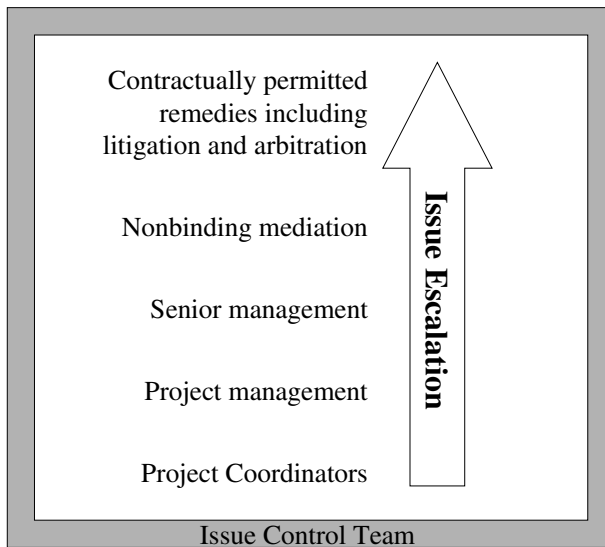 Contractually permitted
remedies including
litigation and arbitration
Nonbinding mediation
Senior management
Project management
Project Coordinators
Issue Escalation
Issue Control Team